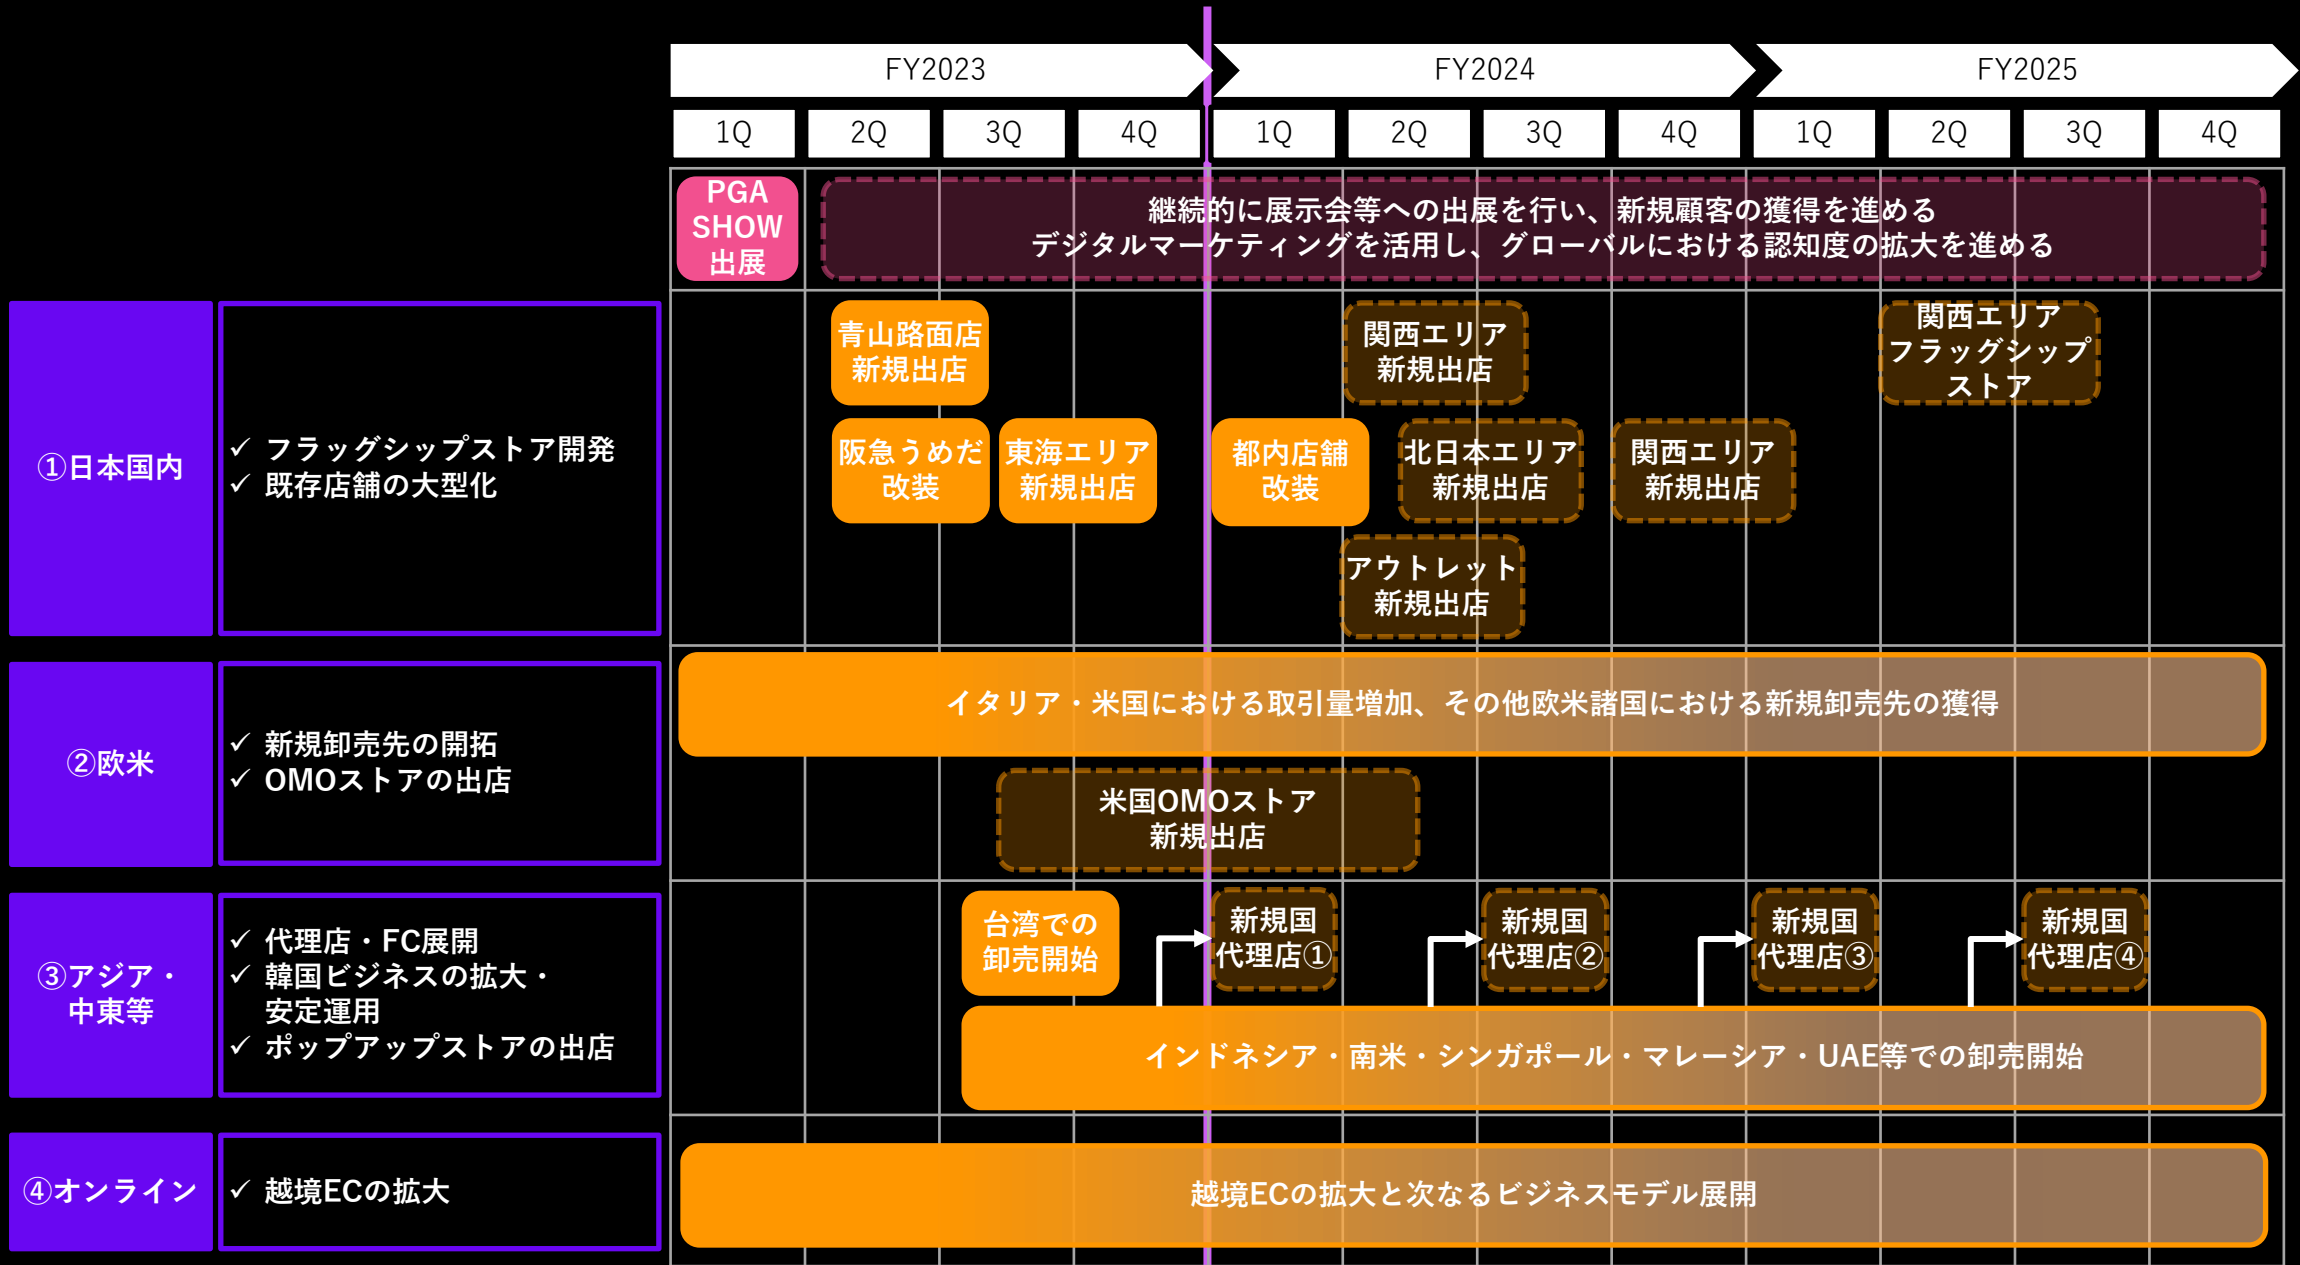 FY2023
FY2024
FY2025
1Q
2Q
3Q
4Q
1Q
2Q
3Q
4Q
1Q
2Q
3Q
4Q
PGA
SHOW
出展
継続的に展示会等への出展を行い、新規顧客の獲得を進める
デジタルマーケティングを活用し、グローバルにおける認知度の拡大を進める
①日本国内
✓ フラッグシップストア開発
✓ 既存店舗の大型化
青山路面店
新規出店
関西エリア
新規出店
関西エリア
フラッグシップ
ストア
阪急うめだ
改装
東海エリア
新規出店
都内店舗
改装
北日本エリア
新規出店
関西エリア
新規出店
アウトレット
新規出店
②欧米
✓ 新規卸売先の開拓
✓ OMOストアの出店
イタリア・米国における取引量増加、その他欧米諸国における新規卸売先の獲得
米国OMOストア
新規出店
③アジア・
中東等
✓ 代理店・FC展開
✓ 韓国ビジネスの拡大・
安定運用
✓ ポップアップストアの出店
台湾での
卸売開始
新規国
代理店①
新規国
代理店②
新規国
代理店③
新規国
代理店④
インドネシア・南米・シンガポール・マレーシア・UAE等での卸売開始
④オンライン
✓ 越境ECの拡大
越境ECの拡大と次なるビジネスモデル展開